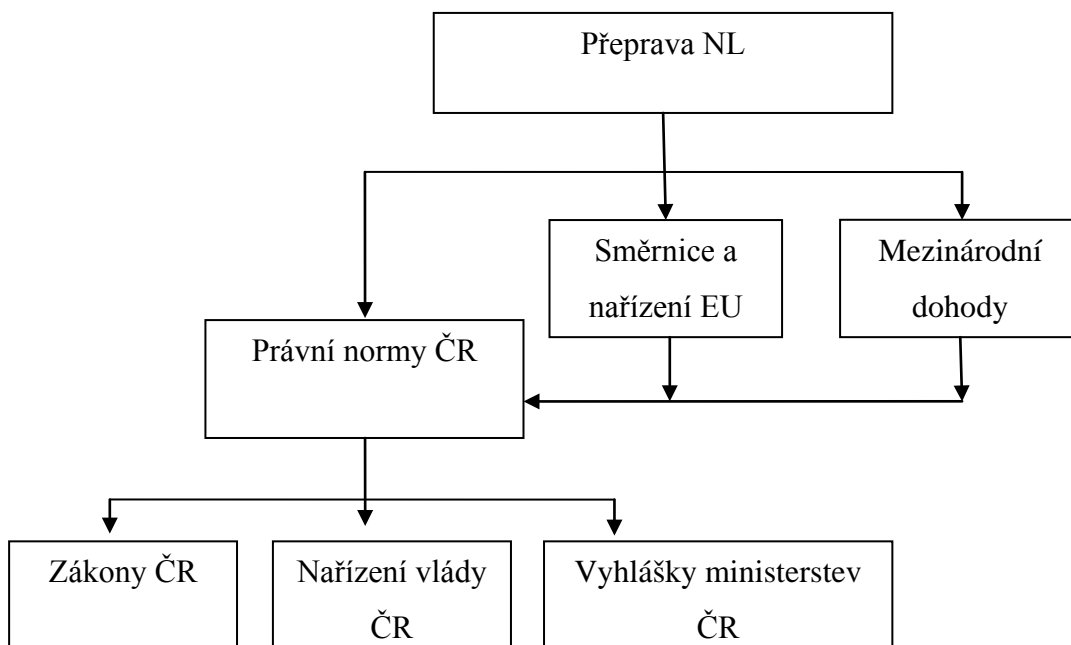 Přeprava NL
Směrnice a
nařízení EU
Mezinárodní
dohody
Právní normy ČR
Zákony ČR
Nařízení vlády
ČR
Vyhlášky ministerstev
ČR